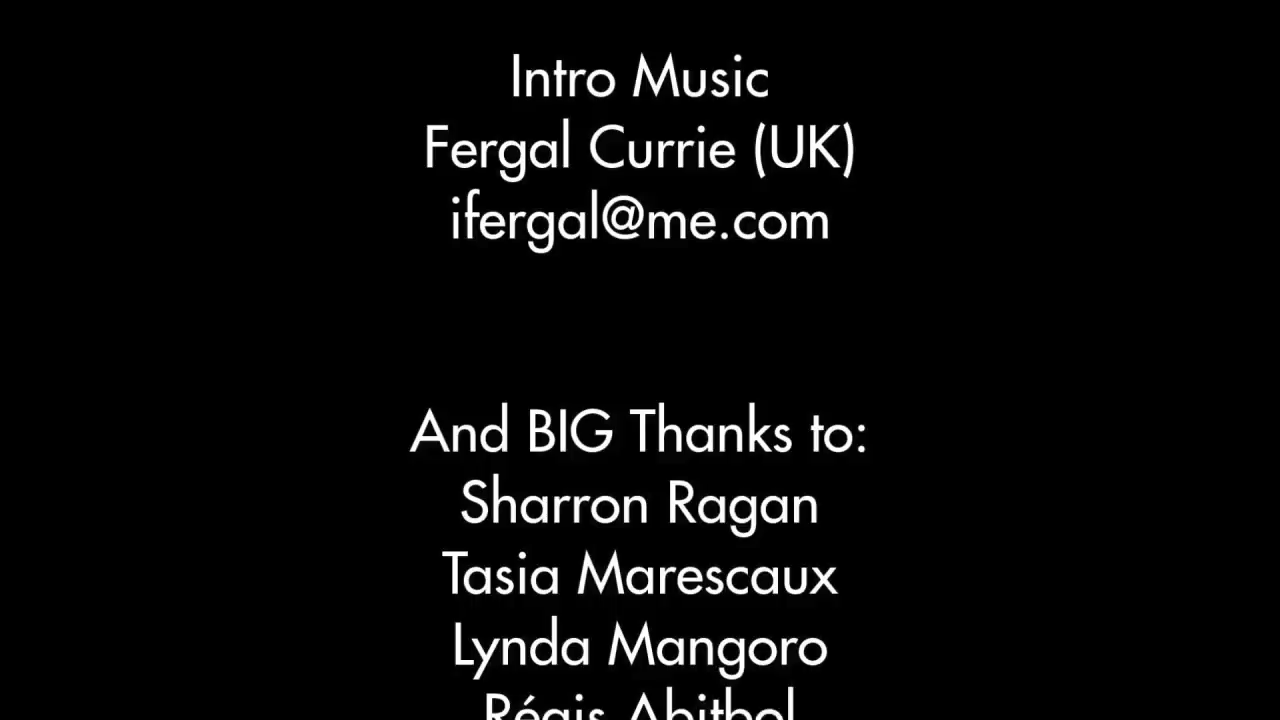 Intro Music
Fergal Currie (UK)
ifergal@me.com
And BIG Thanks to:
Sharron Ragan
Tasia Marescaux
Lynda Mangoro
Régis Abitbol